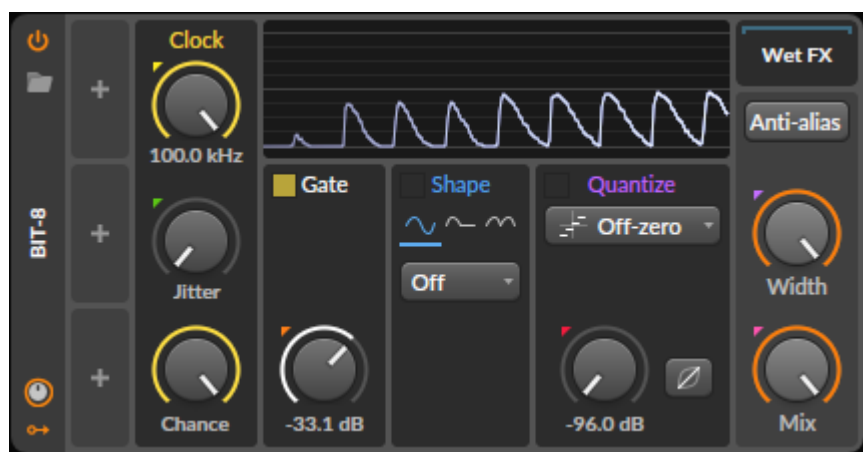 BIT-8
Clock
100.0 kHz
Jitter
Chance
Gate
-33.1 dB
Shape
Off
Quantize
Off-zero
-96.0 dB
Wet FX
Anti-alias
Width
Mix